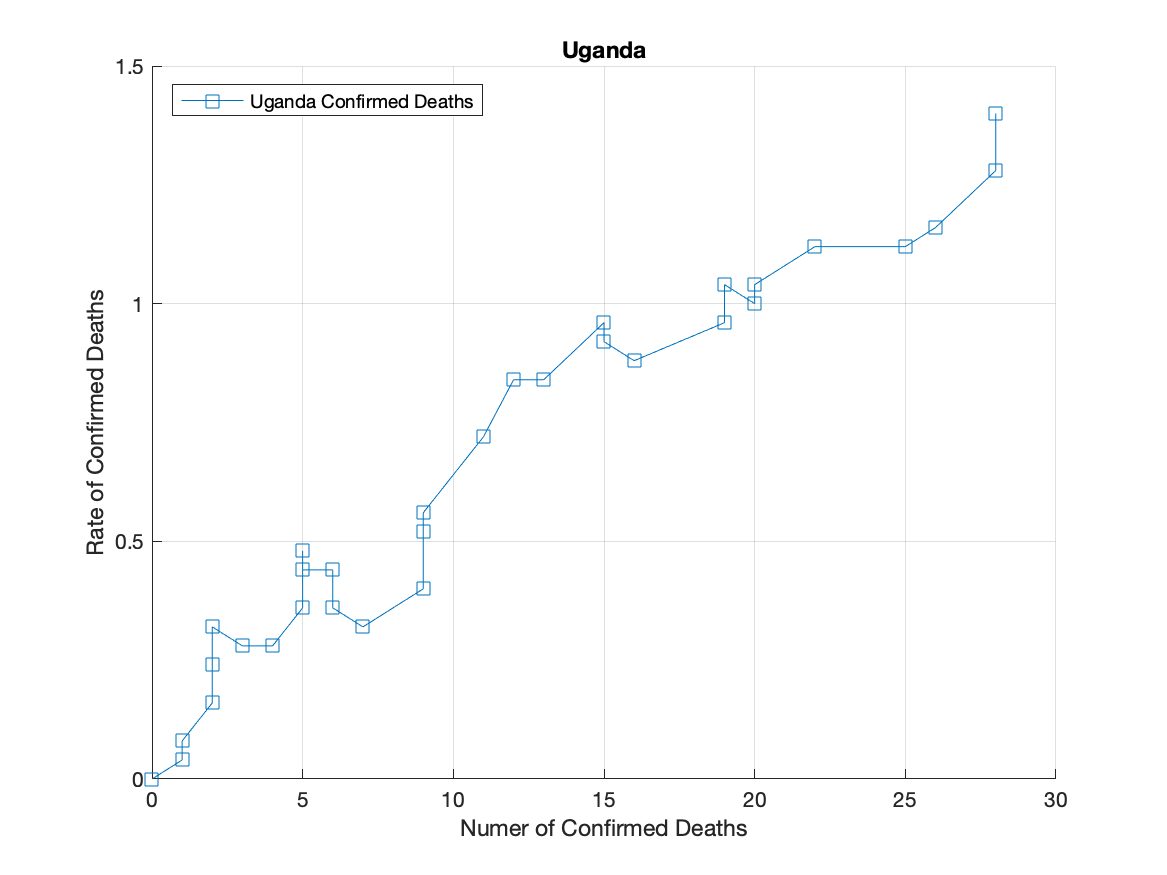 Uganda
1.5
Uganda Confirmed Deaths
1
Rate of Confirmed Deaths
0.5
0
0 5 10 15 20 25 30
Numer of Confirmed Deaths